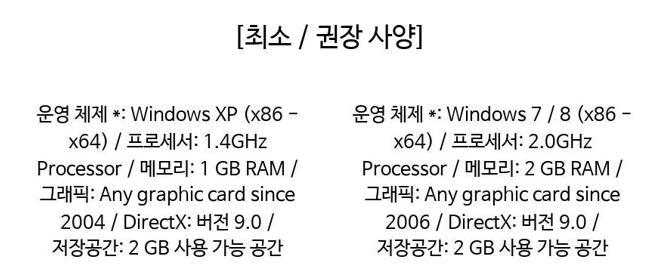 [최소 / 권장 사양]
운영 체제 *: Windows XP (x86 -
x64) / 프로세서: 1.4GHz
Processor / 메모리: 1 GB RAM /
그래픽: Any graphic card since
2004 / DirectX: 버전 9.0 /
저장공간: 2 GB 사용 가능 공간
운영 체제 *: Windows 7 / 8 (x86 -
x64) / 프로세서: 2.0GHz
Processor / 메모리: 2 GB RAM /
그래픽: Any graphic card since
2006 / DirectX: 버전 9.0 /
저장공간: 2 GB 사용 가능 공간